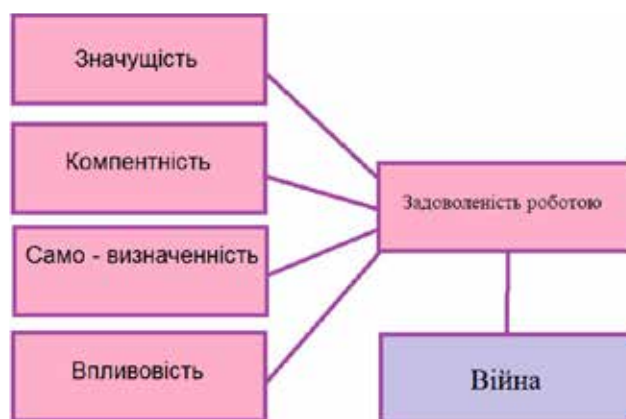 Значущість
Компентність
Само - визначенність
Впливовість
Задоволеність роботою
Війна